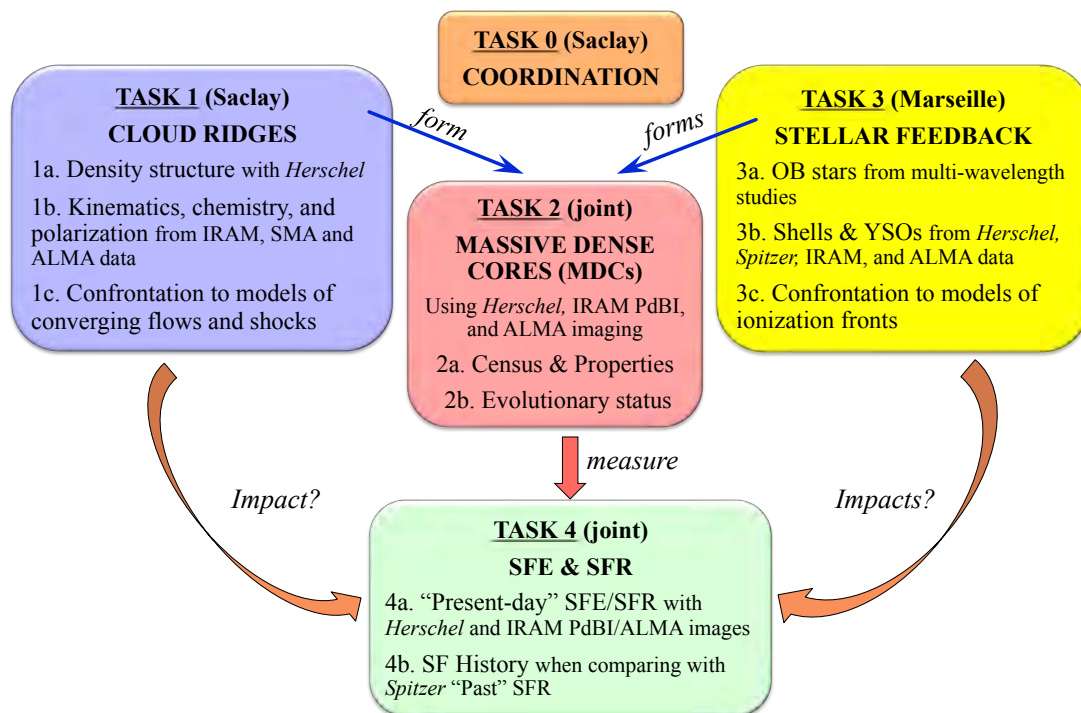 TASK 0 (Saclay)
COORDINATION
TASK 1 (Saclay)
CLOUD RIDGES
1a. Density structure with Herschel
1b. Kinematics, chemistry, and
polarization from IRAM, SMA and
ALMA data
1c. Confrontation to models of
converging flows and shocks
form
forms
TASK 3 (Marseille)
STELLAR FEEDBACK
3a. OB stars from multi-wavelength
studies
3b. Shells & YSOs from Herschel,
Spitzer, IRAM, and ALMA data
3c. Confrontation to models of
ionization fronts
TASK 2 (joint)
MASSIVE DENSE
CORES (MDCs)
Using Herschel, IRAM PdBI,
and ALMA imaging
2a. Census & Properties
2b. Evolutionary status
measure
Impact?
Impacts?
TASK 4 (joint)
SFE & SFR
4a. “Present-day” SFE/SFR with
Herschel and IRAM PdBI/ALMA images
4b. SF History when comparing with
Spitzer “Past” SFR